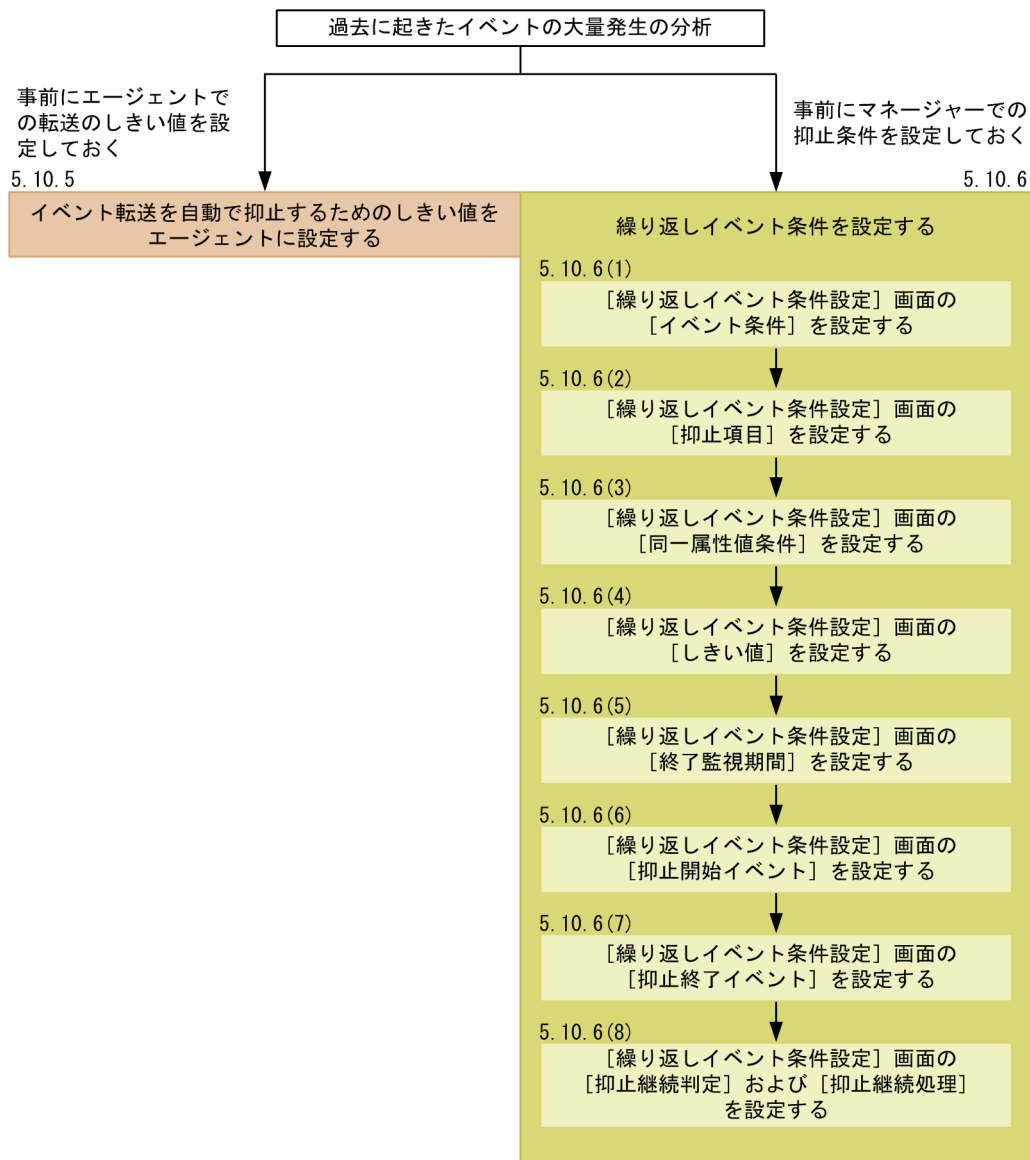 過去に起きたイベントの大量発生の分析
事前にエージェントで
の転送のしきい値を設
定しておく
事前にマネージャーでの
抑止条件を設定しておく
5.10.5
イベント転送を自動で抑止するためのしきい値を
エージェントに設定する
5.10.6
繰り返しイベント条件を設定する
5.10.6(1)
［繰り返しイベント条件設定］画面の
［イベント条件］を設定する
5.10.6(2)
［繰り返しイベント条件設定］画面の
［抑止項目］を設定する
5.10.6(3)
［繰り返しイベント条件設定］画面の
［同一属性値条件］を設定する
5.10.6(4)
［繰り返しイベント条件設定］画面の
［しきい値］を設定する
5.10.6(5)
［繰り返しイベント条件設定］画面の
［終了監視期間］を設定する
5.10.6(6)
［繰り返しイベント条件設定］画面の
［抑止開始イベント］を設定する
5.10.6(7)
［繰り返しイベント条件設定］画面の
［抑止終了イベント］を設定する
5.10.6(8)
［繰り返しイベント条件設定］画面の
［抑止継続判定］および［抑止継続処理］
を設定する